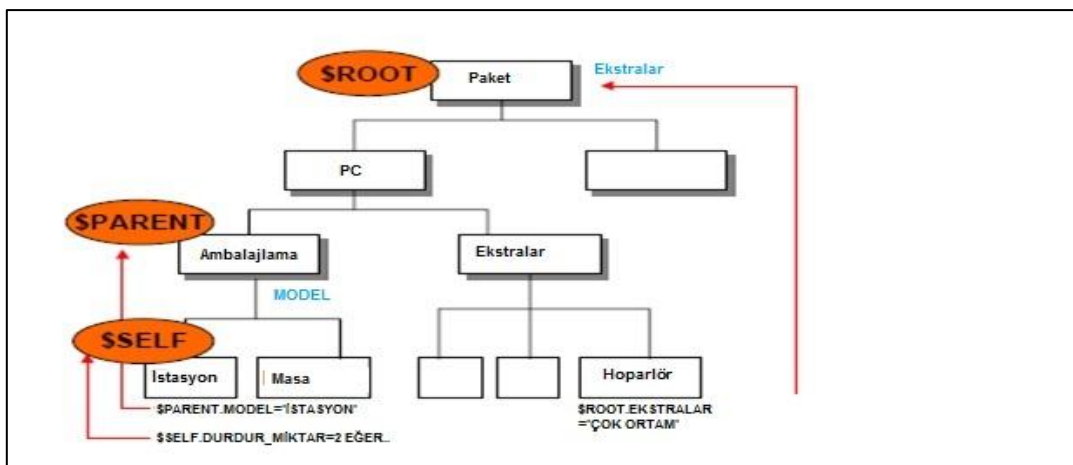 $ROOT
Paket
Ekstralar
PC
$PARENT
Ambalajlama
Ekstralar
MODEL
$SELF
İstasyon
Masa
Hoparlör
$PARENT.MODEL="İSTASYON"
$ROOT.EKSTRALAR
="ÇOK ORTAM"
$SELF.DURDUR_MİKTAR=2 EĞER..